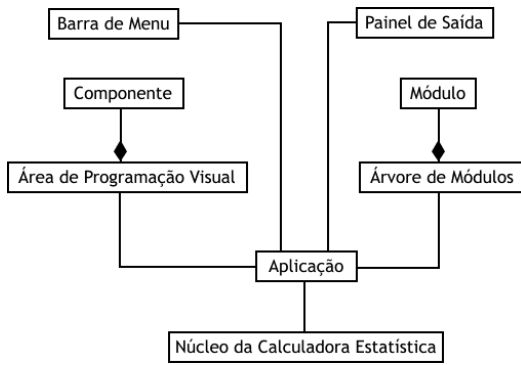 Barra de Menu
Painel de Saída
Componente
Módulo
Área de Programação Visual
Árvore de Módulos
Aplicação
Núcleo da Calculadora Estatística